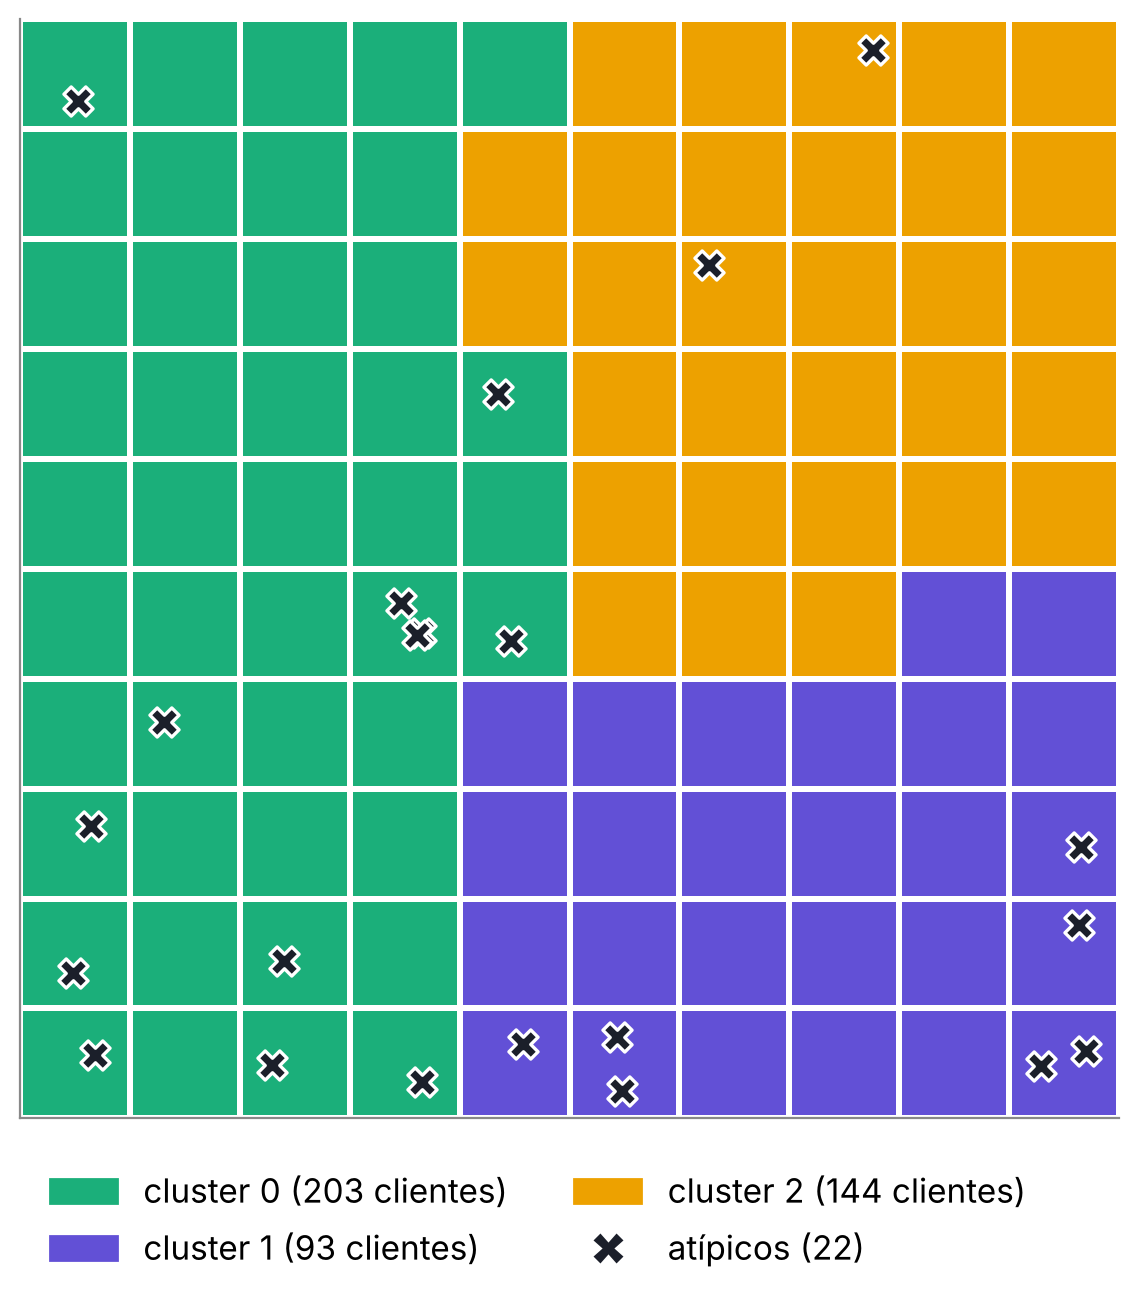 cluster 0 (203 clientes)
cluster 2 (144 clientes)
cluster 1 (93 clientes)
atípicos (22)